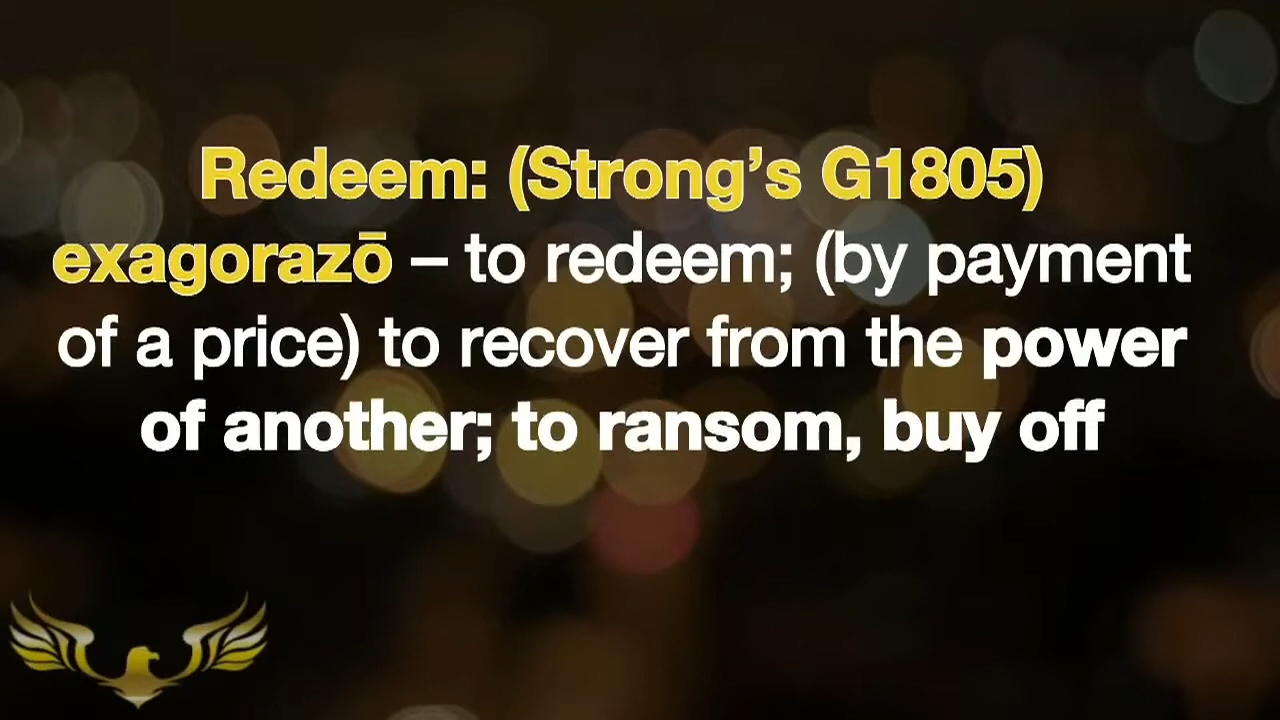 Redeem: (Strong’s G1805)
exagorazō – to redeem; (by payment
of a price) to recover from the power
of another; to ransom, buy off